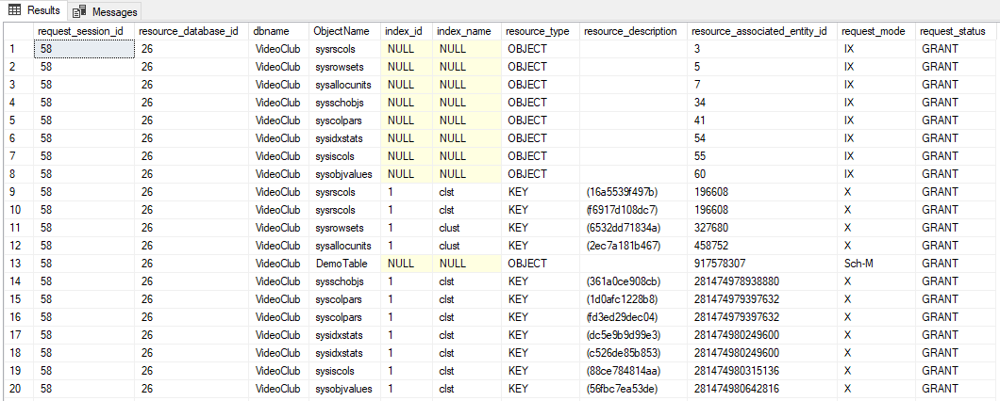 Results Messages
request_session_id resource_database_id dbname ObjectName index_id index_name resource_type resource_description resource_associated_entity_id request_mode request_status
1 58 26 VideoClub sysrscols NULL NULL OBJECT 3 IX GRANT
2 58 26 VideoClub sysrowsets NULL NULL OBJECT 5 IX GRANT
3 58 26 VideoClub sysallocunits NULL NULL OBJECT 7 IX GRANT
4 58 26 VideoClub sysschobjs NULL NULL OBJECT 34 IX GRANT
5 58 26 VideoClub syscolpars NULL NULL OBJECT 41 IX GRANT
6 58 26 VideoClub sysidxstats NULL NULL OBJECT 54 IX GRANT
7 58 26 VideoClub sysiscols NULL NULL OBJECT 55 IX GRANT
8 58 26 VideoClub sysobjvalues NULL NULL OBJECT 60 IX GRANT
9 58 26 VideoClub sysrscols 1 clst KEY (16a5539f497b) 196608 X GRANT
10 58 26 VideoClub sysrscols 1 clst KEY (f6917d108dc7) 196608 X GRANT
11 58 26 VideoClub sysrowsets 1 clust KEY (6532dd71834a) 327680 X GRANT
12 58 26 VideoClub sysallocunits 1 clust KEY (2ec7a181b467) 458752 X GRANT
13 58 26 VideoClub DemoTable NULL NULL OBJECT 917578307 Sch-M GRANT
14 58 26 VideoClub sysschobjs 1 clst KEY (361a0ce908cb) 281474978938880 X GRANT
15 58 26 VideoClub syscolpars 1 clst KEY (1d0afc1228b8) 281474979397632 X GRANT
16 58 26 VideoClub syscolpars 1 clst KEY (fd3ed29dec04) 281474979397632 X GRANT
17 58 26 VideoClub sysidxstats 1 clst KEY (dc5e9b9d99e3) 281474980249600 X GRANT
18 58 26 VideoClub sysidxstats 1 clst KEY (c526de85b853) 281474980249600 X GRANT
19 58 26 VideoClub sysiscols 1 clst KEY (88ce784814aa) 281474980315136 X GRANT
20 58 26 VideoClub sysobjvalues 1 clst KEY (56fbc7ea53de) 281474980642816 X GRANT